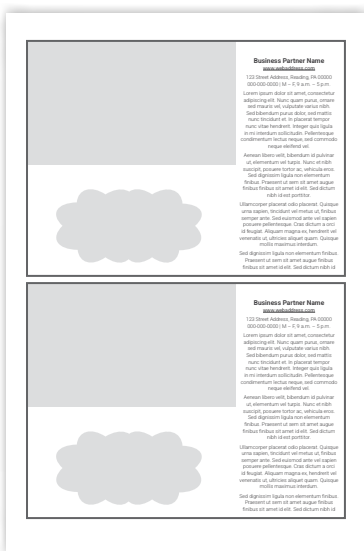 Business Partner Name
www.webaddress.com
123 Street Address, Reading, PA 00000
000-000-0000 | M – F, 9 a.m. – 5 p.m.
Lorem ipsum dolor sit amet, consectetur
adipiscing elit. Nunc quam purus, ornare
sed mauris vel, vulputate varius nibh.
Sed bibendum purus dolor, sed mattis
nunc tincidunt et. In placerat tempor
nunc vitae hendrerit. Integer quis ligula
in mi interdum sollicitudin. Pellentesque
condimentum lectus neque, sed commodo
neque eleifend vel.
Aenean libero velit, bibendum id pulvinar
ut, elementum vel turpis. Nunc et nibh
suscipit, posuere tortor ac, vehicula eros.
Sed dignissim ligula non elementum
finibus. Praesent ut sem sit amet augue
finibus finibus sit amet id elit. Sed dictum
nibh id est porttitor.
Ullamcorper placerat odio placerat. Quisque
urna sapien, tincidunt vel metus ut, finibus
semper ante. Sed euismod ante vel sapien
posuere pellentesque. Cras dictum a orci
id feugiat. Aliquam magna ex, hendrerit vel
venenatis ut, ultricies aliquet quam. Quisque
mollis maximus interdum.
Sed dignissim ligula non elementum finibus.
Praesent ut sem sit amet augue finibus
finibus sit amet id elit. Sed dictum nibh id
Business Partner Name
www.webaddress.com
123 Street Address, Reading, PA 00000
000-000-0000 | M – F, 9 a.m. – 5 p.m.
Lorem ipsum dolor sit amet, consectetur
adipiscing elit. Nunc quam purus, ornare
sed mauris vel, vulputate varius nibh.
Sed bibendum purus dolor, sed mattis
nunc tincidunt et. In placerat tempor
nunc vitae hendrerit. Integer quis ligula
in mi interdum sollicitudin. Pellentesque
condimentum lectus neque, sed commodo
neque eleifend vel.
Aenean libero velit, bibendum id pulvinar
ut, elementum vel turpis. Nunc et nibh
suscipit, posuere tortor ac, vehicula eros.
Sed dignissim ligula non elementum
finibus. Praesent ut sem sit amet augue
finibus finibus sit amet id elit. Sed dictum
nibh id est porttitor.
Ullamcorper placerat odio placerat. Quisque
urna sapien, tincidunt vel metus ut, finibus
semper ante. Sed euismod ante vel sapien
posuere pellentesque. Cras dictum a orci
id feugiat. Aliquam magna ex, hendrerit vel
venenatis ut, ultricies aliquet quam. Quisque
mollis maximus interdum.
Sed dignissim ligula non elementum finibus.
Praesent ut sem sit amet augue finibus
finibus sit amet id elit. Sed dictum nibh id